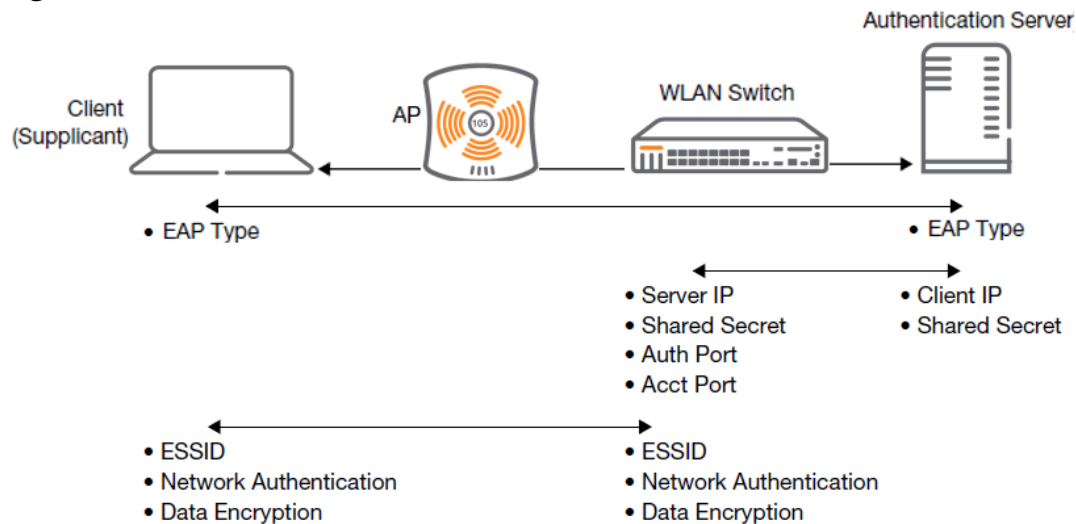 Authentication Server
Client
(Supplicant)
AP
105
WLAN Switch
• EAP Type
• EAP Type
• Server IP
• Shared Secret
• Auth Port
• Acct Port
• Client IP
• Shared Secret
• ESSID
• Network Authentication
• Data Encryption
• ESSID
• Network Authentication
• Data Encryption